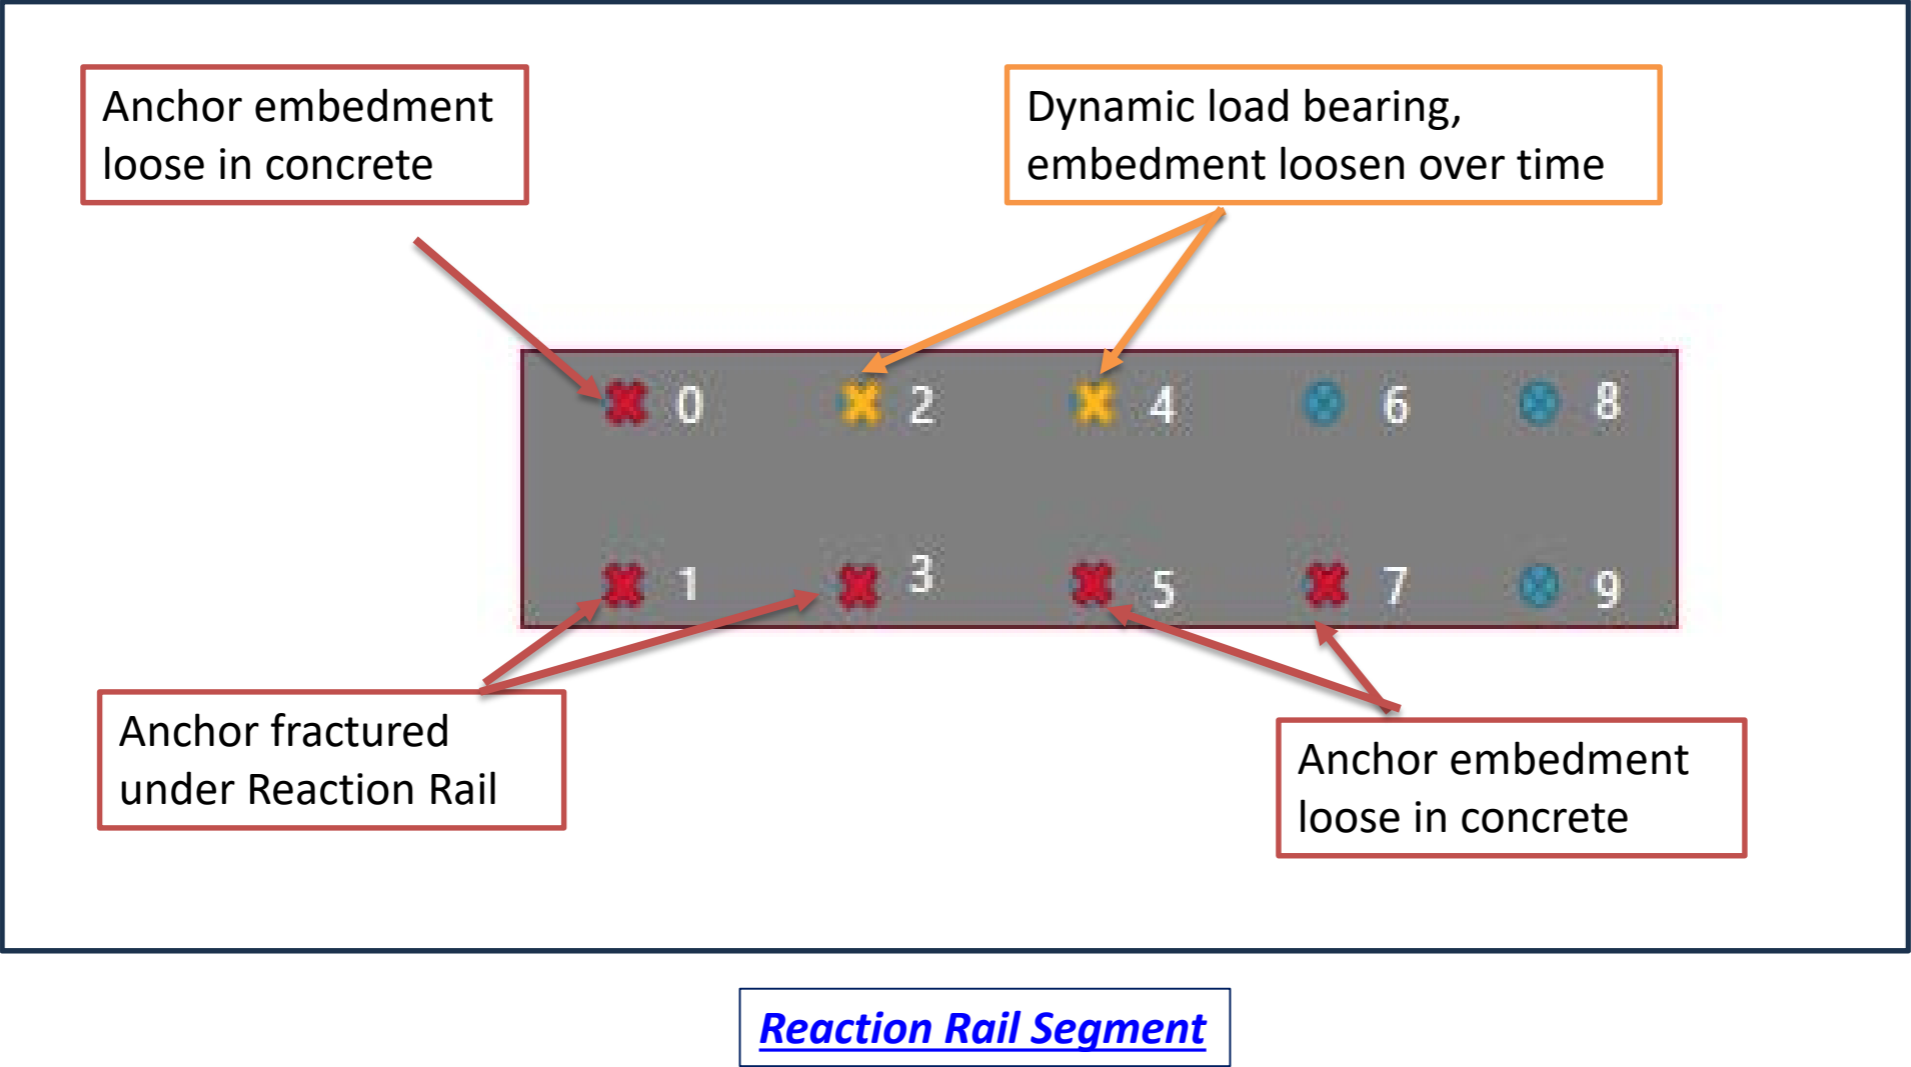 Anchor embedment
loose in concrete
Dynamic load bearing,
embedment loosen over time
0
2
4
6
8
1
3
5
7
9
Anchor fractured
under Reaction Rail
Anchor embedment
loose in concrete
Reaction Rail Segment